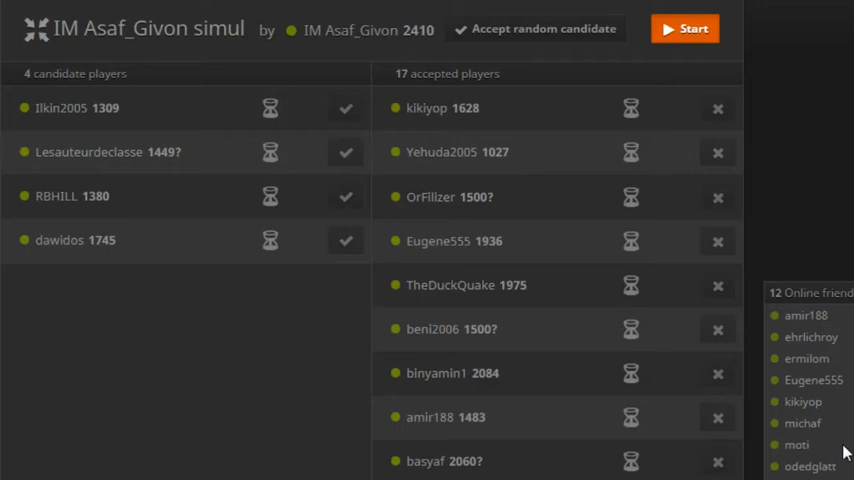 IM Asaf_Givon simul by IM Asaf_Givon 2410 Accept random candidate Start
4 candidate players
Ilkin2005 1309
Lesauteurdeclasse 1449?
RBHILL 1380
dawidos 1745
17 accepted players
kikiyop 1628
Yehuda2005 1027
OrFilizer 1500?
Eugene555 1936
TheDuckQuake 1975
beni2006 1500?
binyamin1 2084
amir188 1483
basyaf 2060?
12 Online friend
amir188
ehrlichroy
ermilom
Eugene555
kikiyop
michaf
moti
odedglatt